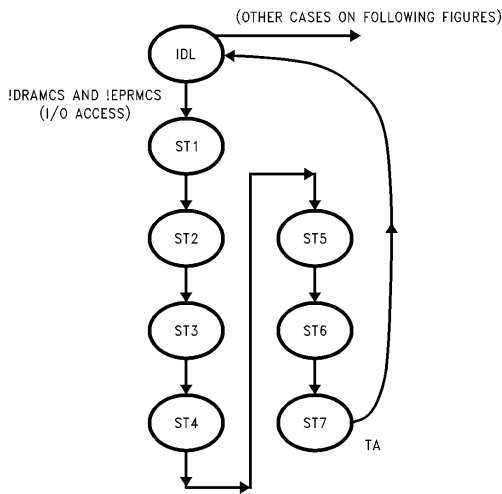 (OTHER CASES ON FOLLOWING FIGURES)
IDL
!DRAMCS AND !EPRMCS
(I/O ACCESS)
ST1
ST2
ST5
ST3
ST6
ST4
ST7
TA